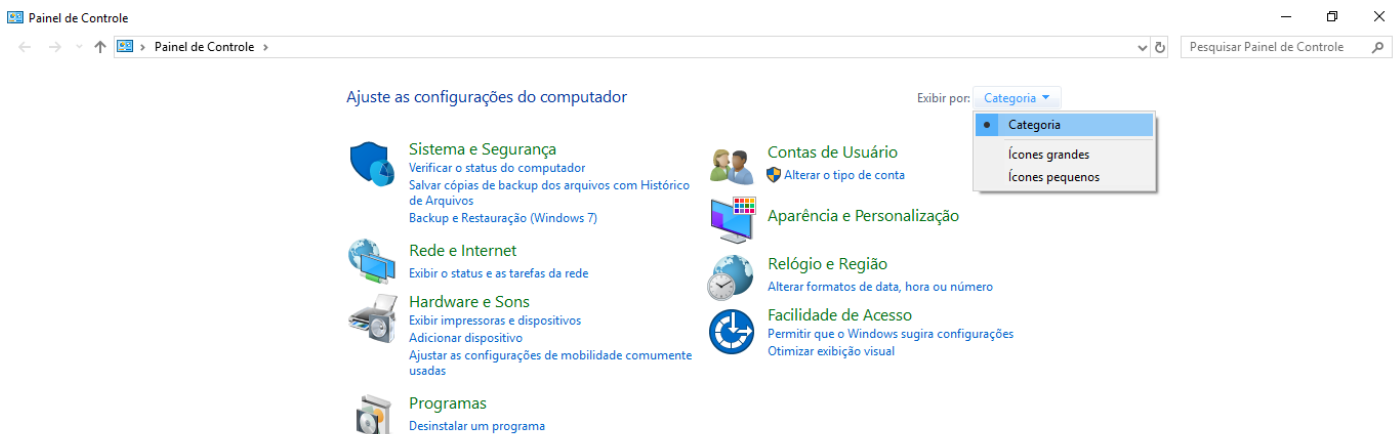 Painel de Controle
Painel de Controle
Pesquisar Painel de Controle
Ajuste as configurações do computador
Exibir por: Categoria
Categoria
Ícones grandes
Ícones pequenos
Sistema e Segurança
Verificar o status do computador
Salvar cópias de backup dos arquivos com Histórico
de Arquivos
Backup e Restauração (Windows 7)
Rede e Internet
Exibir o status e as tarefas da rede
Hardware e Sons
Exibir impressoras e dispositivos
Adicionar dispositivo
Ajustar as configurações de mobilidade comumente
usadas
Programas
Desinstalar um programa
Contas de Usuário
Alterar o tipo de conta
Aparência e Personalização
Relógio e Região
Alterar formatos de data, hora ou número
Facilidade de Acesso
Permitir que o Windows sugira configurações
Otimizar exibição visual